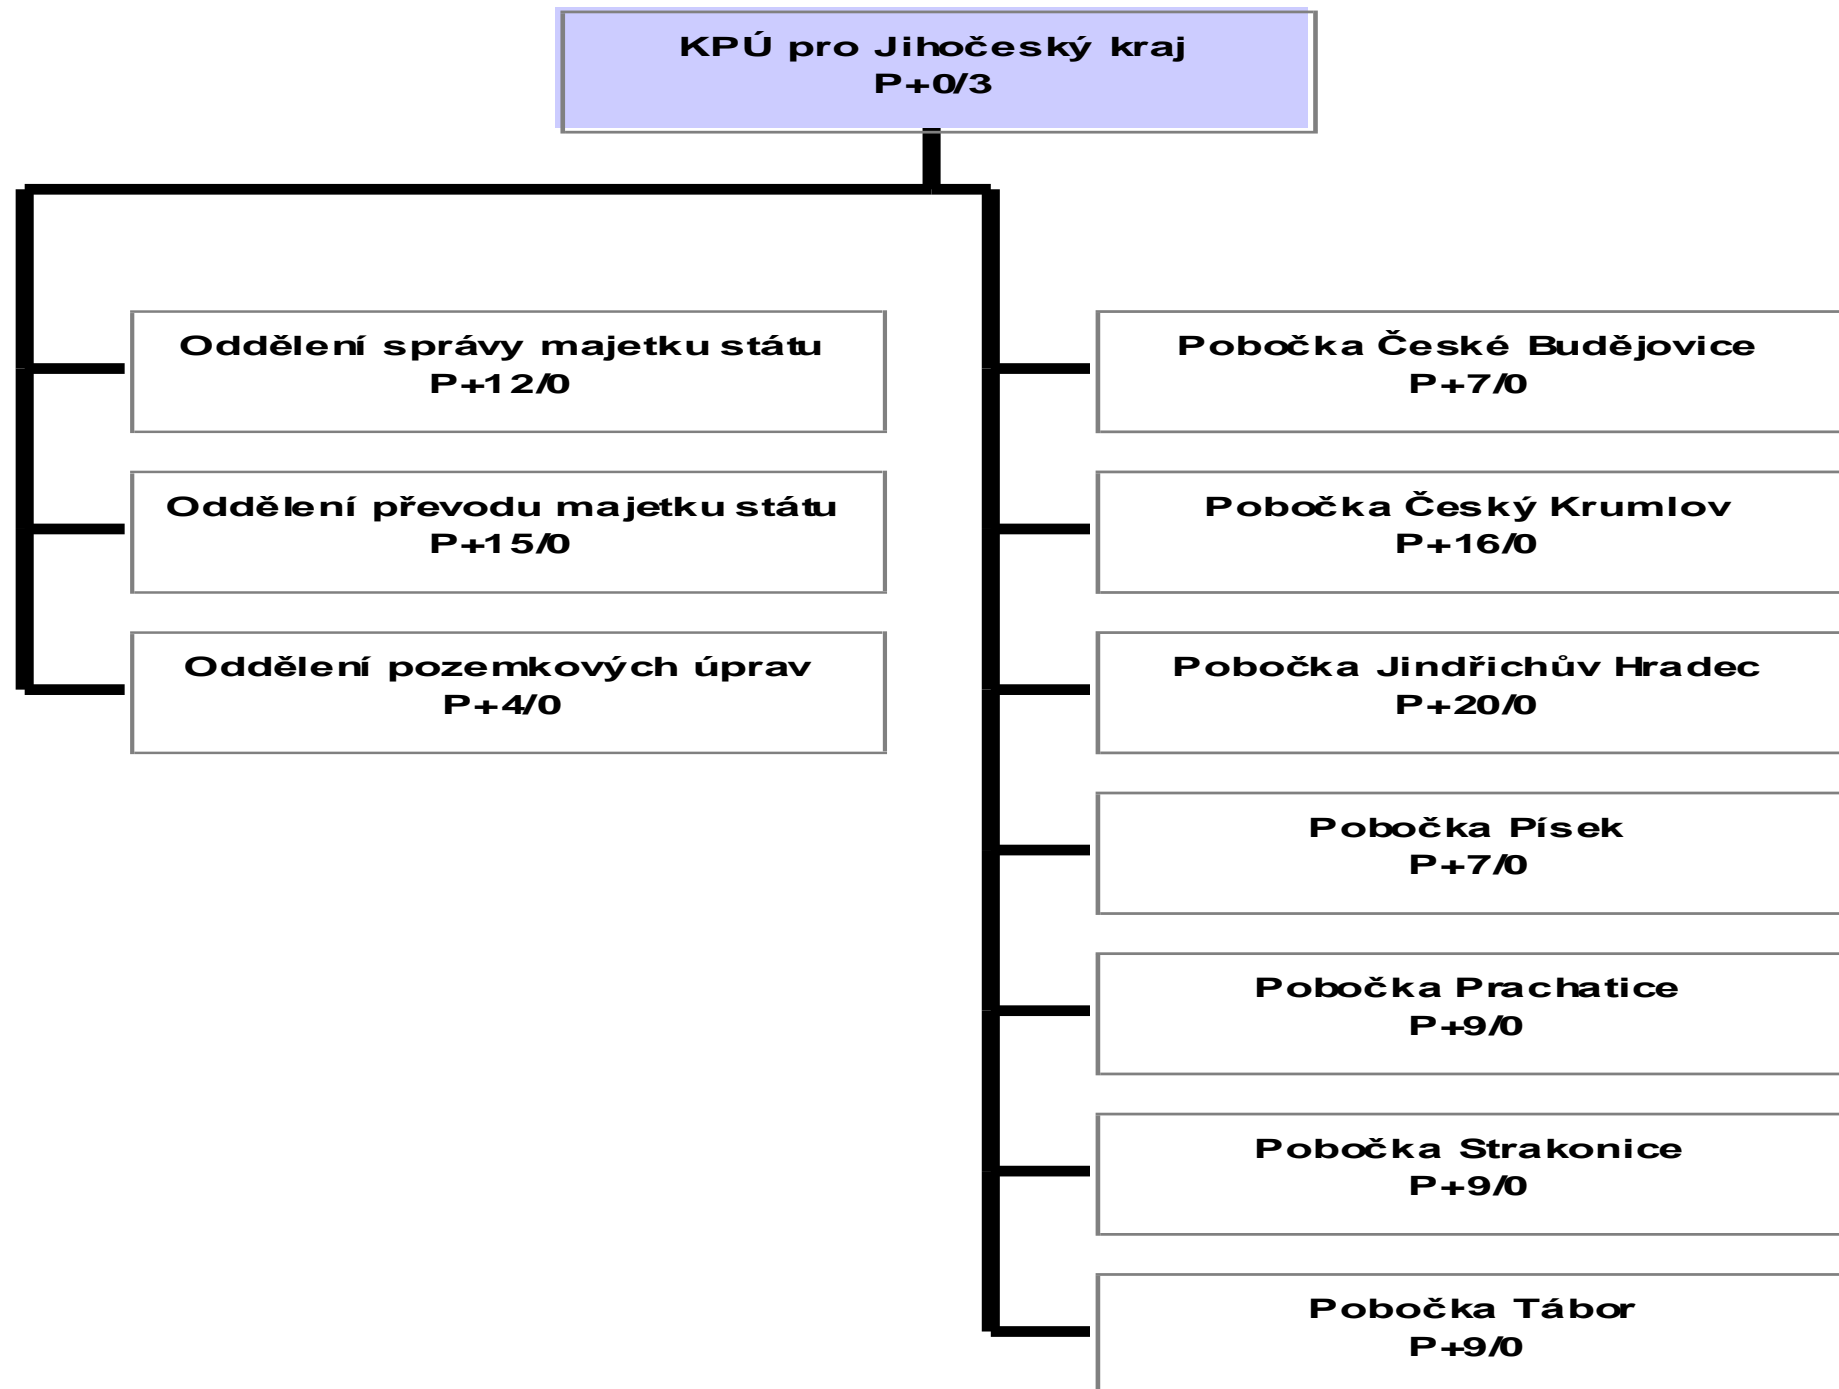 KPÚ pro Jihočeský kraj
P+0/3
Oddělení správy majetku státu
P+12/0
Oddělení převodu majetku státu
P+15/0
Oddělení pozemkových úprav
P+4/0
Pobočka České Budějovice
P+7/0
Pobočka Český Krumlov
P+16/0
Pobočka Jindřichův Hradec
P+20/0
Pobočka Písek
P+7/0
Pobočka Prachatice
P+9/0
Pobočka Strakonice
P+9/0
Pobočka Tábor
P+9/0